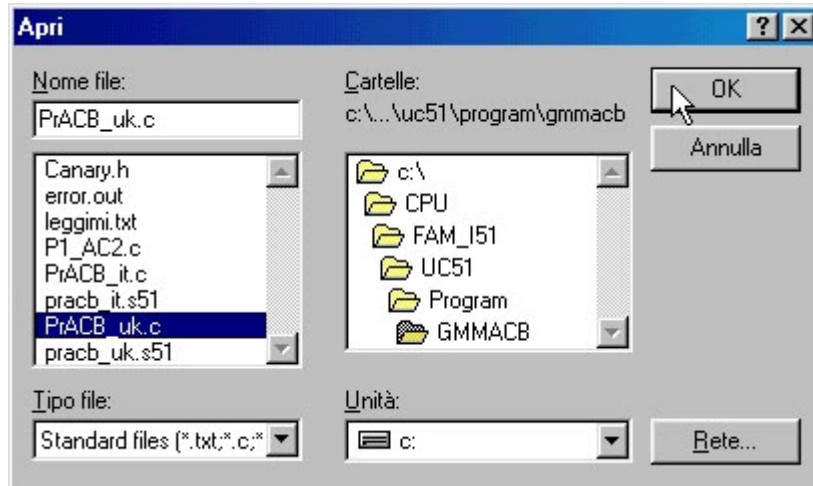 Apri
Nome file:
PrACB_uk.c
Canary.h
error.out
leggimi.txt
P1_AC2.c
PrACB_it.c
pracb_it.s51
PrACB_uk.c
pracb_uk.s51
Tipo file:
Standard files (*.txt;*.c;*
Cartelle:
c:\...\uc51\program\gmmacb
c:\
CPU
FAM_I51
UC51
Program
GMMACB
Unità:
c:
OK
Annulla
Rete...